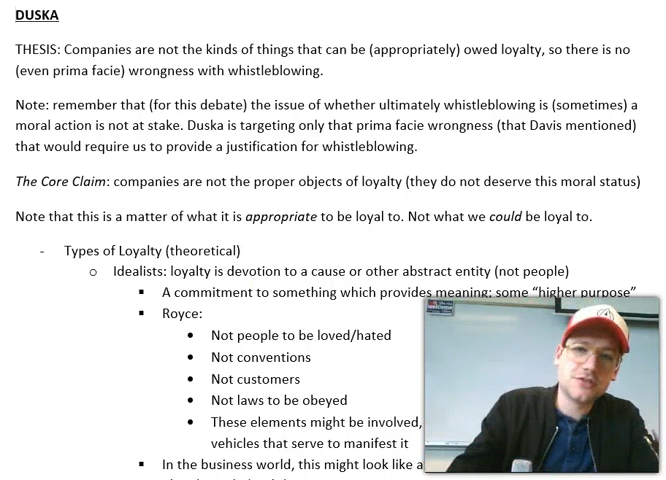 DUSKA
THESIS: Companies are not the kinds of things that can be (appropriately) owed loyalty, so there is no
(even prima facie) wrongness with whistleblowing.
Note: remember that (for this debate) the issue of whether ultimately whistleblowing is (sometimes) a
moral action is not at stake. Duska is targeting only that prima facie wrongness (that Davis mentioned)
that would require us to provide a justification for whistleblowing.
The Core Claim: companies are not the proper objects of loyalty (they do not deserve this moral status)
Note that this is a matter of what it is appropriate to be loyal to. Not what we could be loyal to.
- Types of Loyalty (theoretical)
o Idealists: loyalty is devotion to a cause or other abstract entity (not people)
▪ A commitment to something which provides meaning: some “higher purpose”
▪ Royce:
• Not people to be loved/hated
• Not conventions
• Not customers
• Not laws to be obeyed
• These elements might be involved,
vehicles that serve to manifest it
▪ In the business world, this might look like a